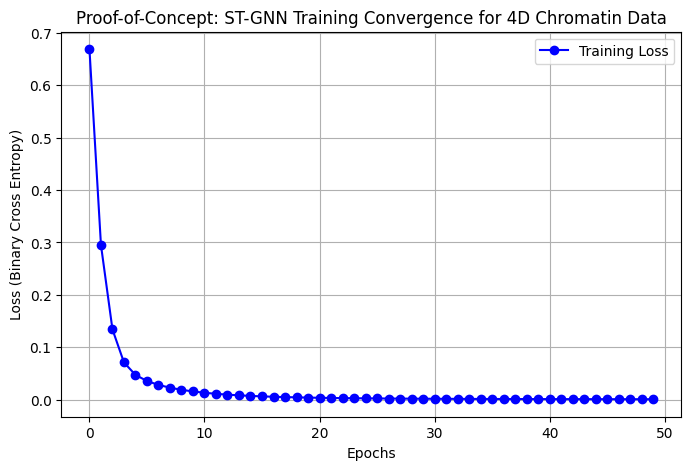 Proof-of-Concept: ST-GNN Training Convergence for 4D Chromatin Data
Training Loss
Loss (Binary Cross Entropy)
0.7
0.6
0.5
0.4
0.3
0.2
0.1
0.0
0 10 20 30 40 50
Epochs